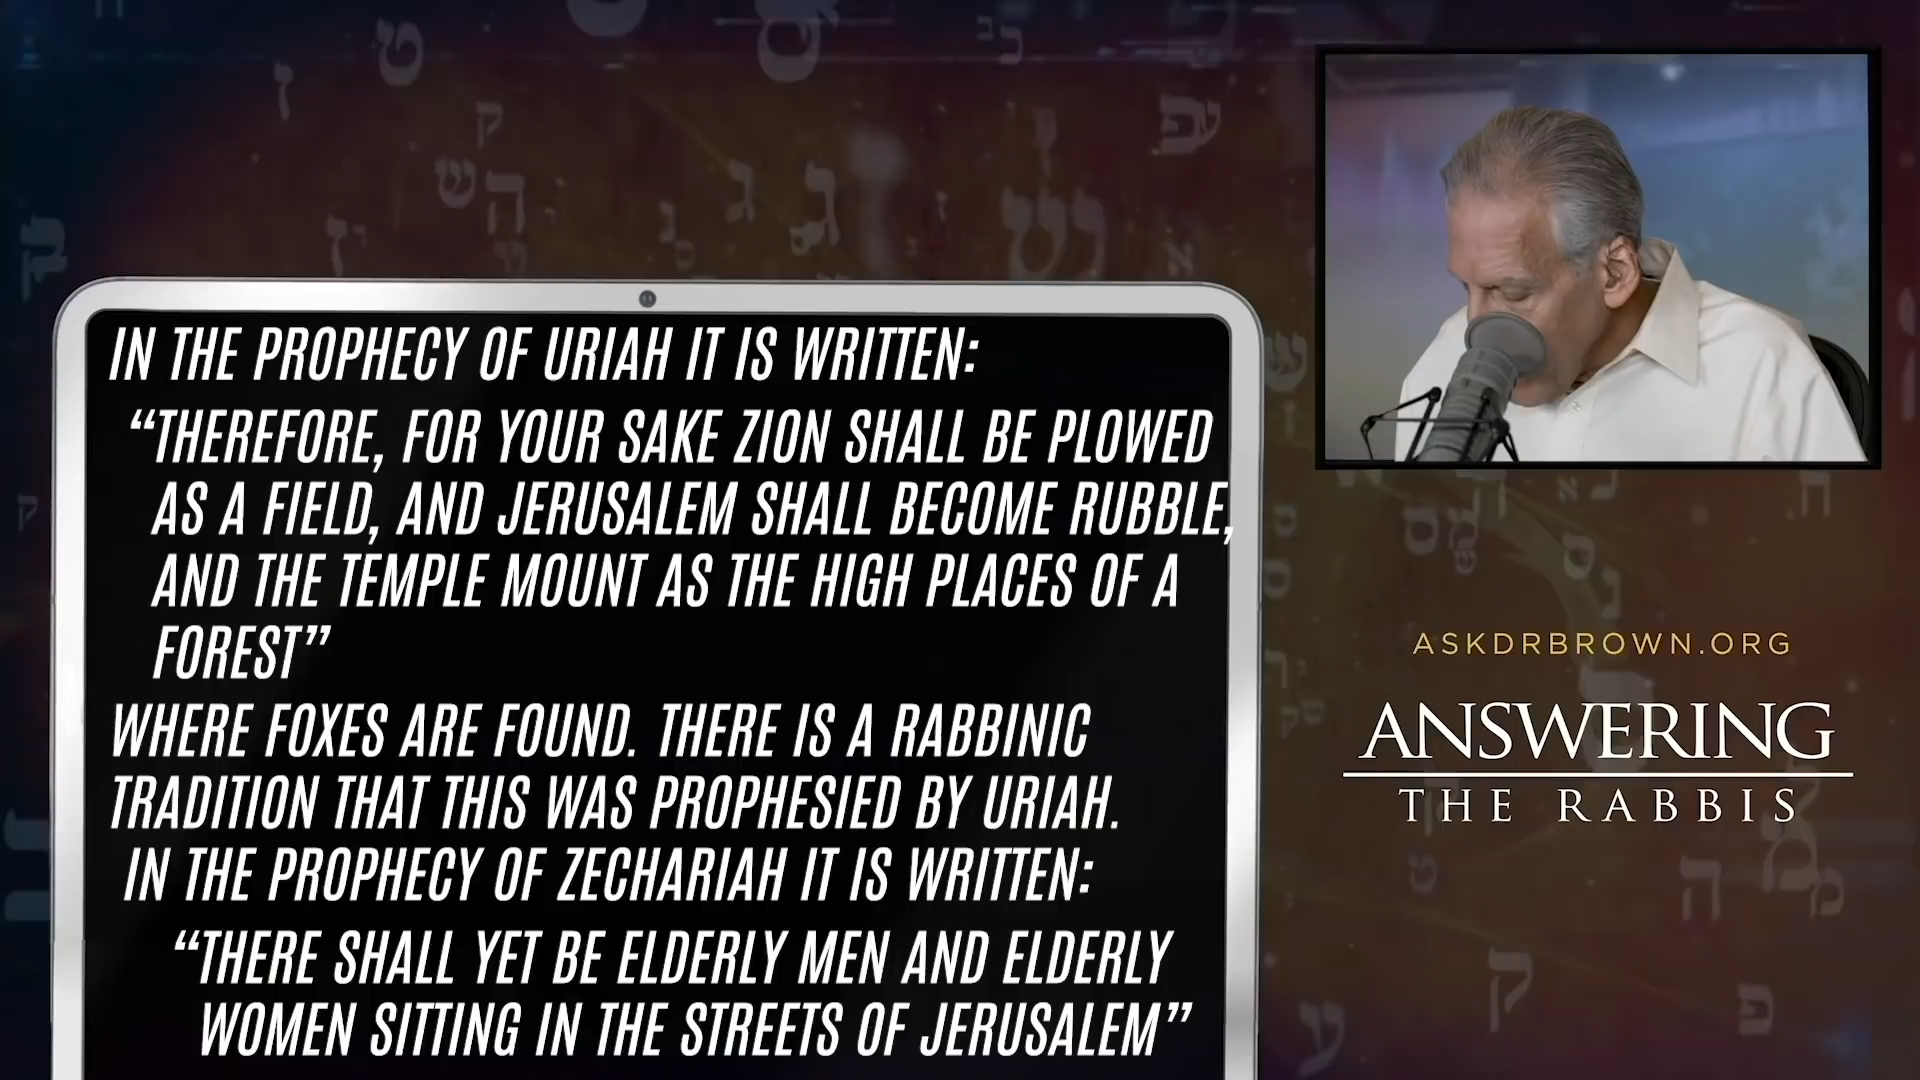 IN THE PROPHECY OF URIAH IT IS WRITTEN:
“THEREFORE, FOR YOUR SAKE ZION SHALL BE PLOWED
AS A FIELD, AND JERUSALEM SHALL BECOME RUBBLE,
AND THE TEMPLE MOUNT AS THE HIGH PLACES OF A
FOREST”
WHERE FOXES ARE FOUND. THERE IS A RABBINIC
TRADITION THAT THIS WAS PROPHESIED BY URIAH.
IN THE PROPHECY OF ZECHARIAH IT IS WRITTEN:
“THERE SHALL YET BE ELDERLY MEN AND ELDERLY
WOMEN SITTING IN THE STREETS OF JERUSALEM”
ASKDRBROWN.ORG
ANSWERING
THE RABBIS